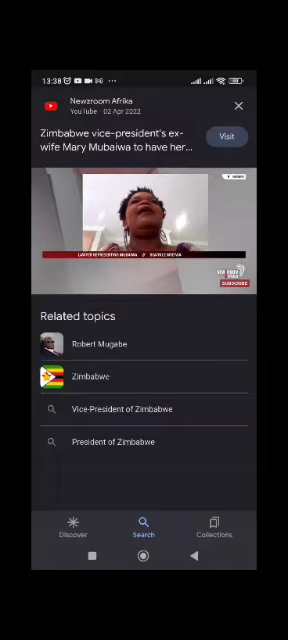 13:38
Newzroom Afrika
YouTube 02 Apr 2022
Zimbabwe vice-president's ex-
wife Mary Mubaiwa to have her...
Visit
LAWYER REPRESENTING MUBAIWA // BEATRICE MTETWA
SUBSCRIBE
Related topics
Robert Mugabe
Zimbabwe
Vice-President of Zimbabwe
President of Zimbabwe
Discover
Search
Collections